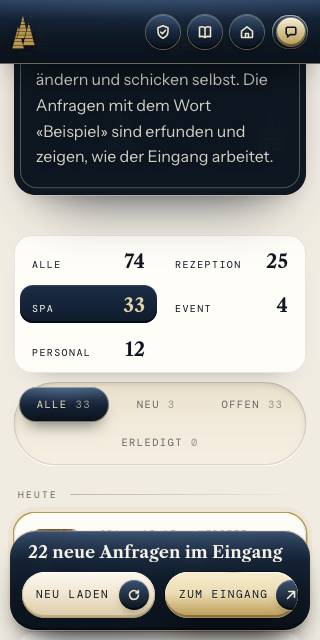 ändern und schicken selbst. Die
Anfragen mit dem Wort
«Beispiel» sind erfunden und
zeigen, wie der Eingang arbeitet.
ALLE 74
REZEPTION 25
SPA 33
EVENT 4
PERSONAL 12
ALLE 33
NEU 3
OFFEN 33
ERLEDIGT 0
HEUTE
22 neue Anfragen im Eingang
NEU LADEN
ZUM EINGANG